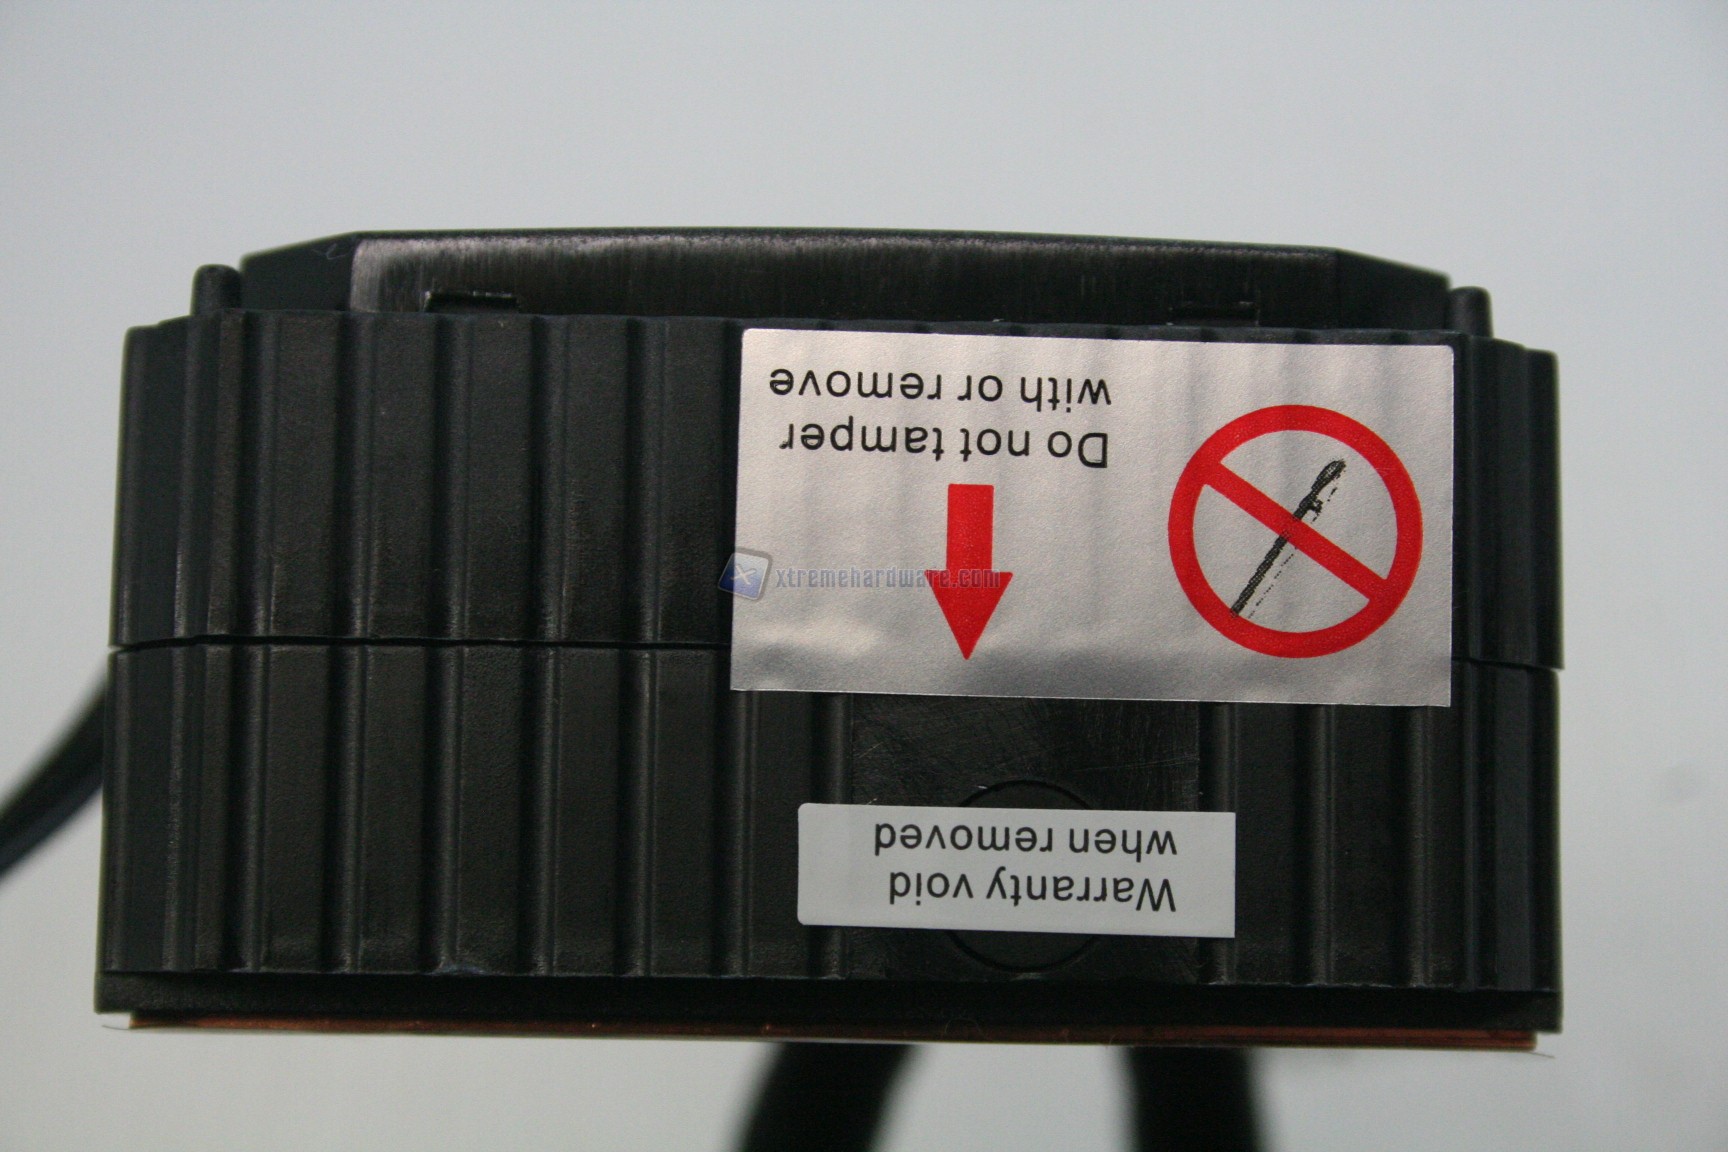 Warranty void
when removed
Do not tamper
with or remove
xtremehardware.com